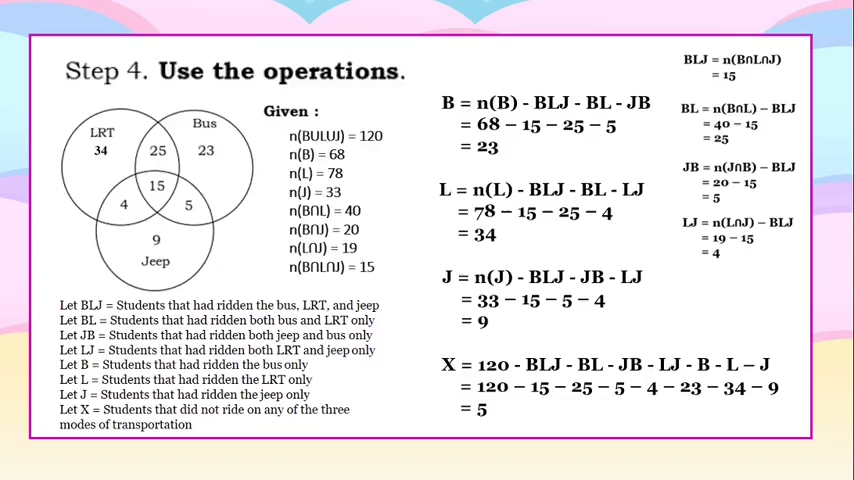 Step 4. Use the operations.
LRT
34
Bus
25
23
15
4
5
9
Jeep
Given :
n(BULUJ) = 120
n(B) = 68
n(L) = 78
n(J) = 33
n(B∩L) = 40
n(B∩J) = 20
n(L∩J) = 19
n(B∩L∩J) = 15
Let BLJ = Students that had ridden the bus, LRT, and jeep
Let BL = Students that had ridden both bus and LRT only
Let JB = Students that had ridden both jeep and bus only
Let LJ = Students that had ridden both LRT and jeep only
Let B = Students that had ridden the bus only
Let L = Students that had ridden the LRT only
Let J = Students that had ridden the jeep only
Let X = Students that did not ride on any of the three
modes of transportation
B = n(B) - BLJ - BL - JB
= 68 – 15 – 25 – 5
= 23
L = n(L) - BLJ - BL - LJ
= 78 – 15 – 25 – 4
= 34
J = n(J) - BLJ - JB - LJ
= 33 – 15 – 5 – 4
= 9
X = 120 - BLJ - BL - JB - LJ - B - L – J
= 120 – 15 – 25 – 5 – 4 – 23 – 34 – 9
= 5
BLJ = n(B∩L∩J)
= 15
BL = n(B∩L) – BLJ
= 40 – 15
= 25
JB = n(J∩B) – BLJ
= 20 – 15
= 5
LJ = n(L∩J) – BLJ
= 19 – 15
= 4